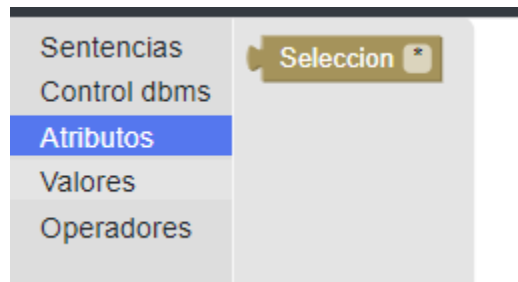 Sentencias
Control dbms
Atributos
Valores
Operadores
Seleccion *